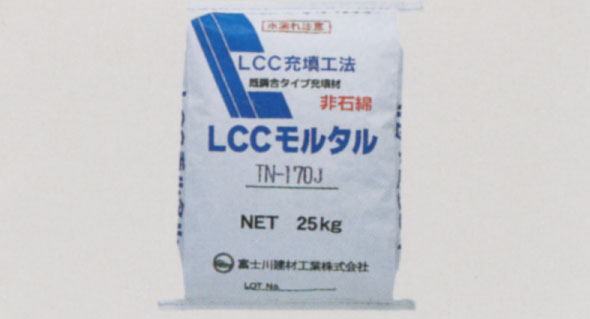 水濡れ注意
LCC充填工法
既調合タイプ充填材
非石綿
LCCモルタル
TN-170J
NET 25kg
富士川建材工業株式会社
LOT No.